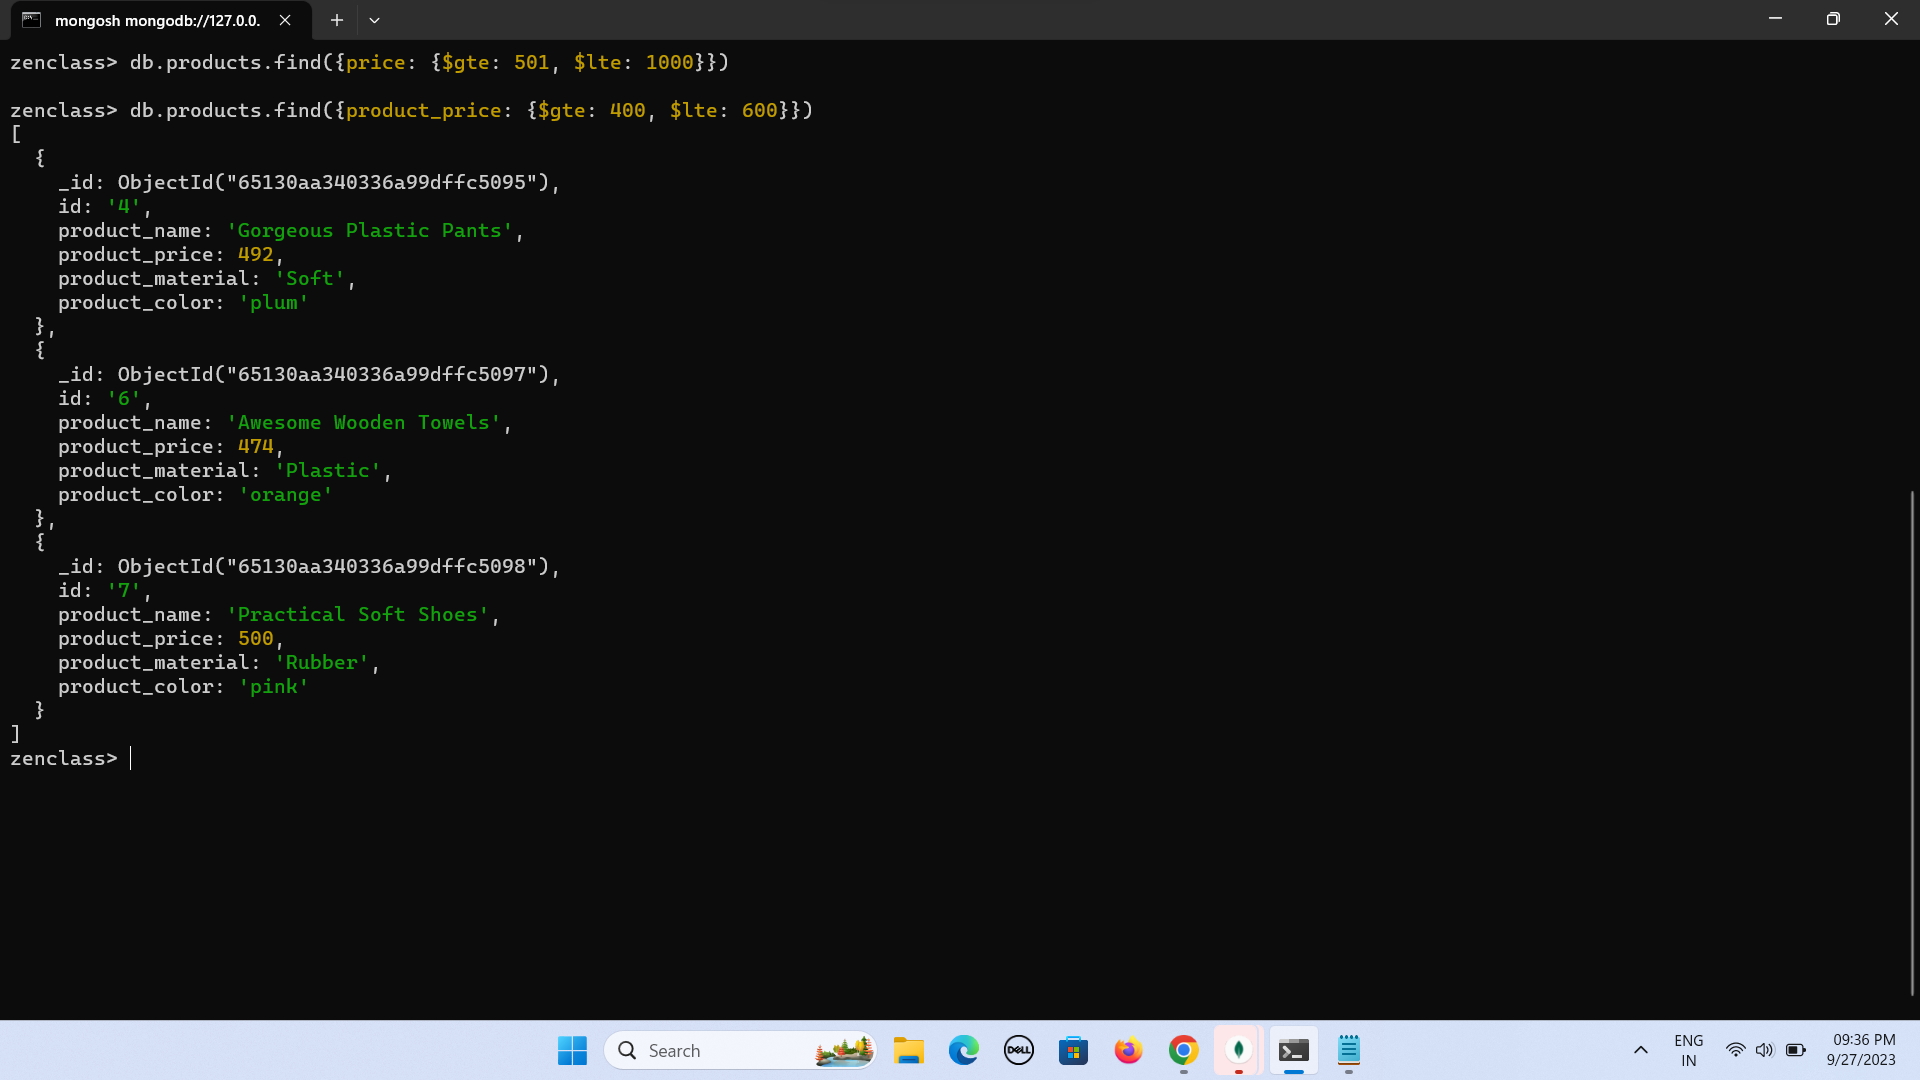 mongosh mongodb://127.0.0.
zenclass> db.products.find({price: {$gte: 501, $lte: 1000}})
zenclass> db.products.find({product_price: {$gte: 400, $lte: 600}})
[
  {
    _id: ObjectId("65130aa340336a99dffc5095"),
    id: '4',
    product_name: 'Gorgeous Plastic Pants',
    product_price: 492,
    product_material: 'Soft',
    product_color: 'plum'
  },
  {
    _id: ObjectId("65130aa340336a99dffc5097"),
    id: '6',
    product_name: 'Awesome Wooden Towels',
    product_price: 474,
    product_material: 'Plastic',
    product_color: 'orange'
  },
  {
    _id: ObjectId("65130aa340336a99dffc5098"),
    id: '7',
    product_name: 'Practical Soft Shoes',
    product_price: 500,
    product_material: 'Rubber',
    product_color: 'pink'
  }
]
zenclass>
Search
DELL
ENG
IN
09:36 PM
9/27/2023